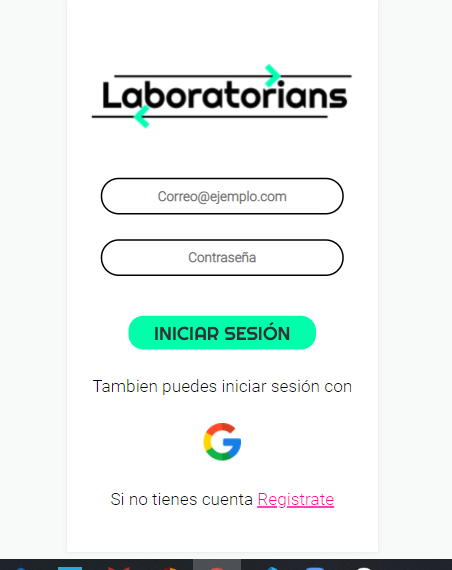 Laboratorians
Correo@ejemplo.com
Contraseña
INICIAR SESIÓN
Tambien puedes iniciar sesión con
Si no tienes cuenta Registrate